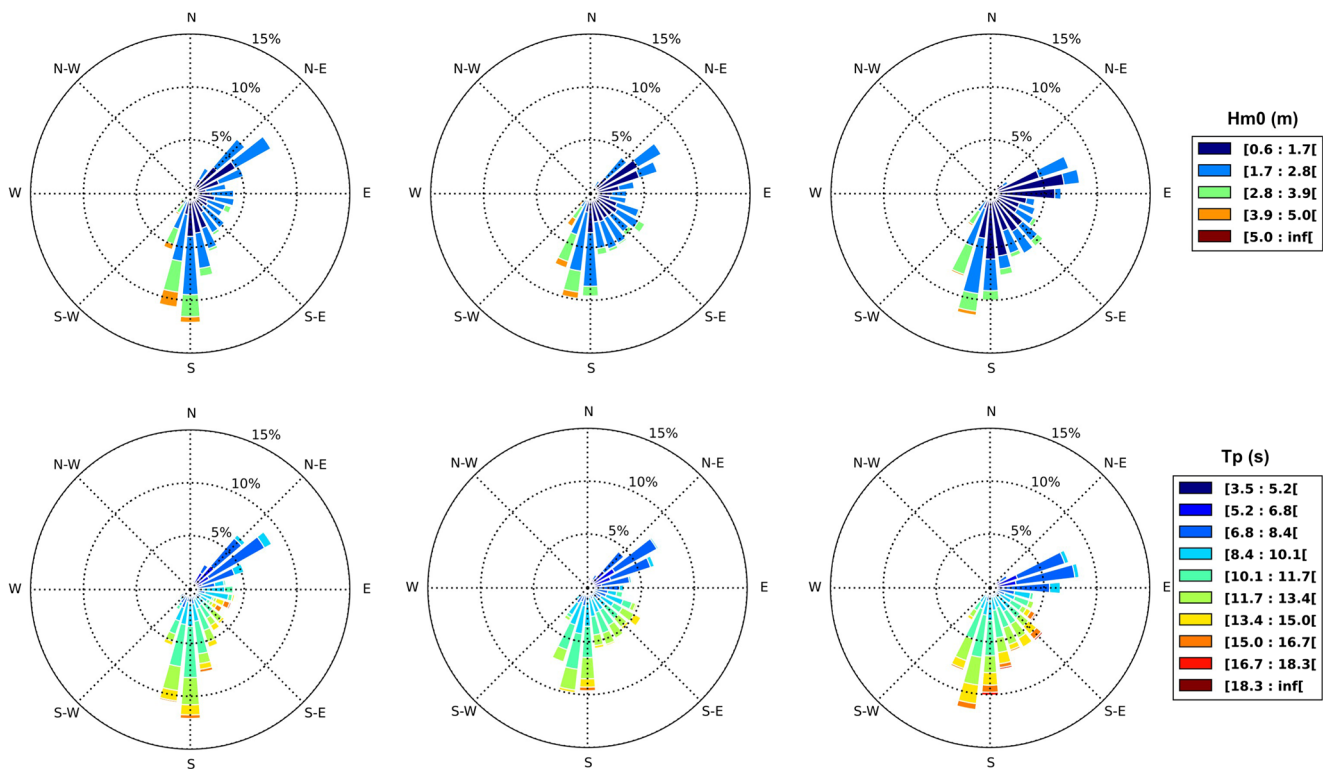 N
15%
N-W
N-E
10%
5%
W
E
S-W
S-E
S
N
15%
N-W
N-E
10%
5%
W
E
S-W
S-E
S
N
15%
N-W
N-E
10%
5%
W
E
S-W
S-E
S
Hm0 (m)
[0.6 : 1.7[
[1.7 : 2.8[
[2.8 : 3.9[
[3.9 : 5.0[
[5.0 : inf[
N
15%
N-W
N-E
10%
5%
W
E
S-W
S-E
S
N
15%
N-W
N-E
10%
5%
W
E
S-W
S-E
S
N
15%
N-W
N-E
10%
5%
W
E
S-W
S-E
S
Tp (s)
[3.5 : 5.2[
[5.2 : 6.8[
[6.8 : 8.4[
[8.4 : 10.1[
[10.1 : 11.7[
[11.7 : 13.4[
[13.4 : 15.0[
[15.0 : 16.7[
[16.7 : 18.3[
[18.3 : inf[